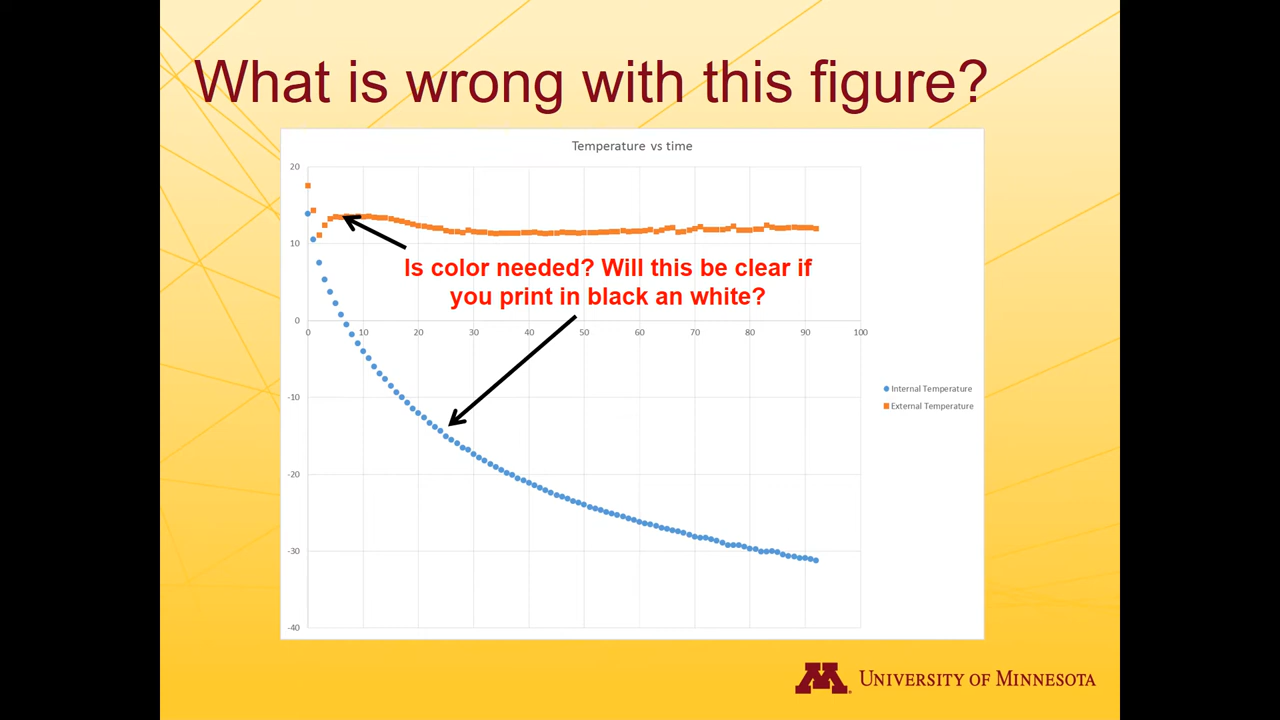 What is wrong with this figure?
Temperature vs time
20
10
0
-10
-20
-30
-40
0
10
20
30
40
50
60
70
80
90
100
Is color needed? Will this be clear if
you print in black an white?
Internal Temperature
External Temperature
M
UNIVERSITY OF MINNESOTA